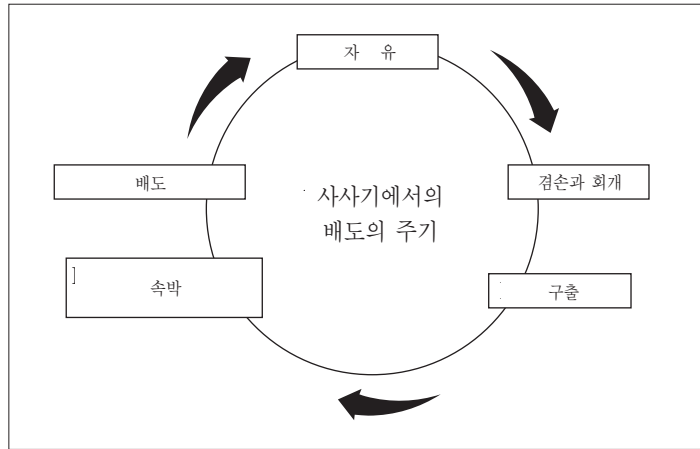 자 유
배도
겸손과 회개
사사기에서의
배도의 주기
속박
구출